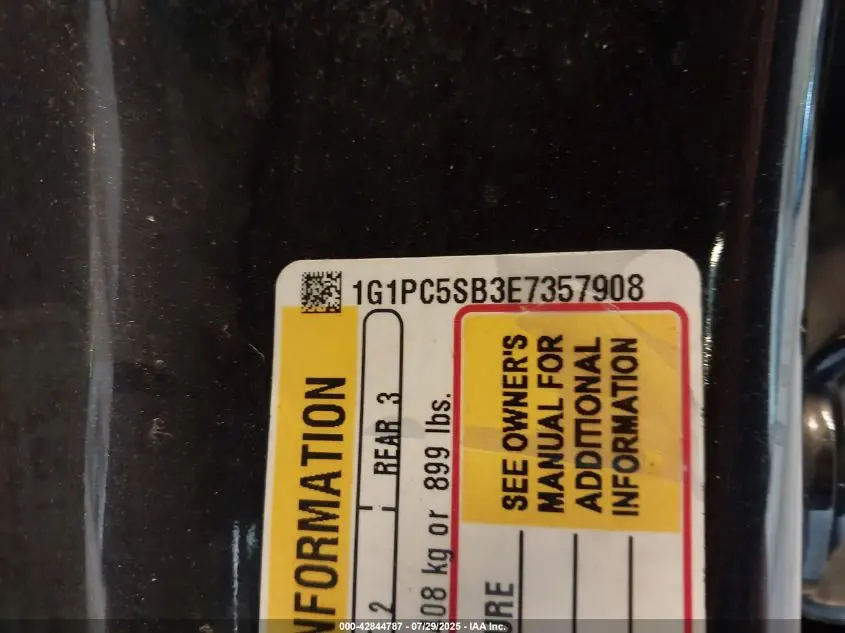 1G1PC5SB3E7357908
NFORMATION
2 REAR 3
08 kg or 899 lbs.
SEE OWNER'S
MANUAL FOR
ADDITIONAL
INFORMATION
URE
000-42844787 - 07/29/2025 - IAA Inc.